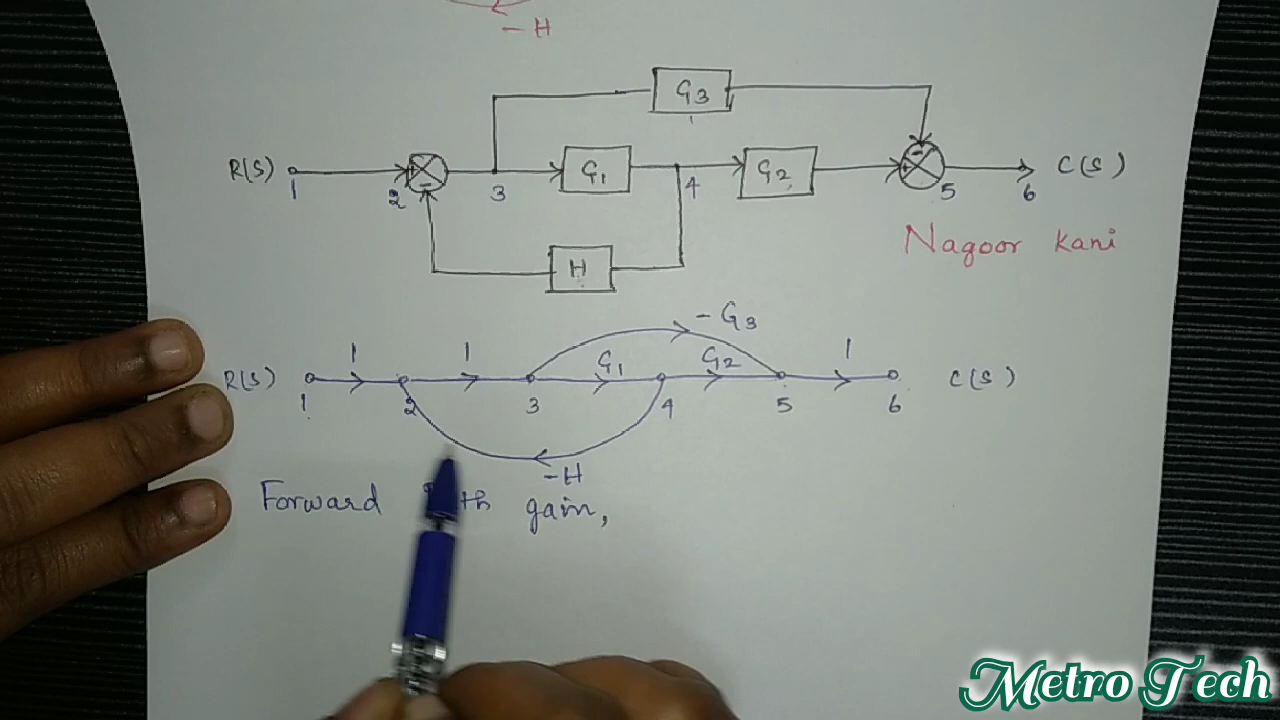 - H
G3
R(S) G1 G2 C(S)
+ - + -
1 2 3 4 5 6
Nagoor Kani
H
- G3
1 1 G1 G2 1
R(S) C(S)
1 2 3 4 5 6
-H
Forward gain,
Metro Tech